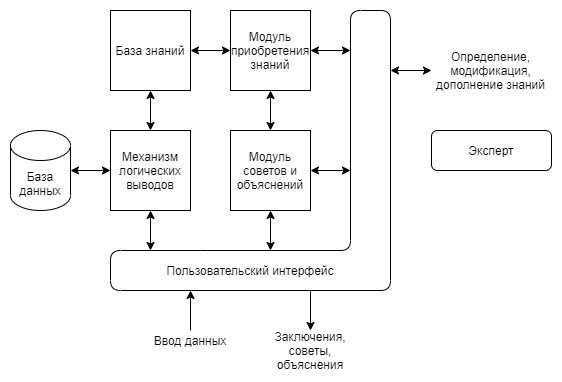 База знаний
Модуль
приобретения
знаний
Определение,
модификация,
дополнение знаний
База
данных
Механизм
логических
выводов
Модуль
советов и
объяснений
Эксперт
Пользовательский интерфейс
Ввод данных
Заключения,
советы,
объяснения